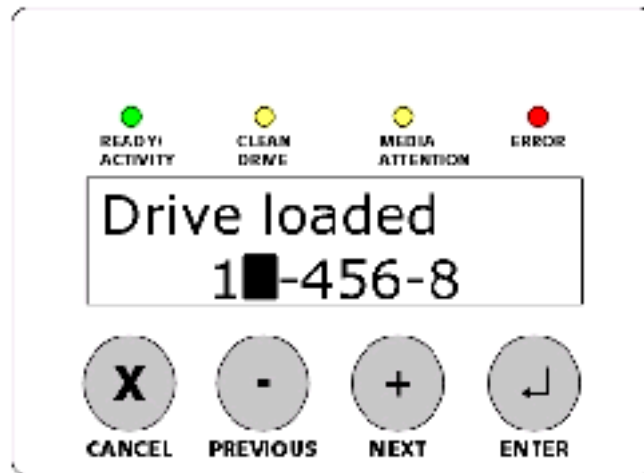 READY/ CLEAN MEDIA ERROR
ACTIVITY DRIVE ATTENTION
Drive loaded
1█-456-8
X - + ↵
CANCEL PREVIOUS NEXT ENTER